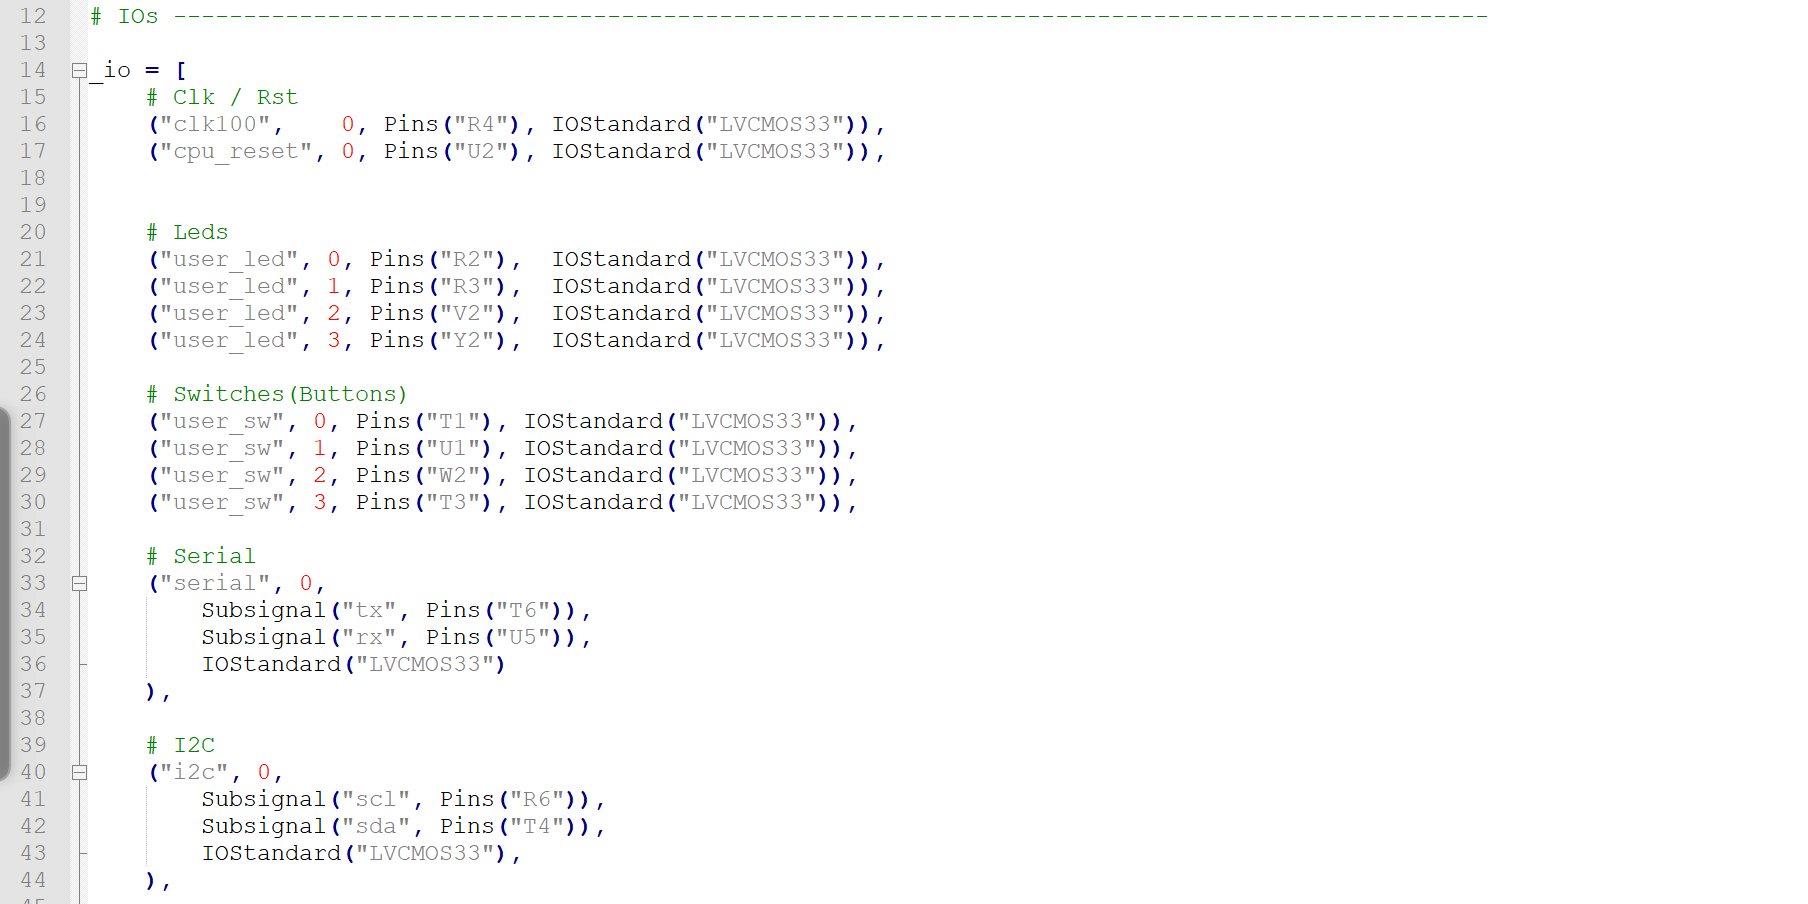 12 # IOs ----------------------------------------------------------------------------------------------
13
14 _io = [
15     # Clk / Rst
16     ("clk100",    0, Pins("R4"), IOStandard("LVCMOS33")),
17     ("cpu_reset", 0, Pins("U2"), IOStandard("LVCMOS33")),
18
19
20     # Leds
21     ("user_led", 0, Pins("R2"),  IOStandard("LVCMOS33")),
22     ("user_led", 1, Pins("R3"),  IOStandard("LVCMOS33")),
23     ("user_led", 2, Pins("V2"),  IOStandard("LVCMOS33")),
24     ("user_led", 3, Pins("Y2"),  IOStandard("LVCMOS33")),
25
26     # Switches(Buttons)
27     ("user_sw", 0, Pins("T1"), IOStandard("LVCMOS33")),
28     ("user_sw", 1, Pins("U1"), IOStandard("LVCMOS33")),
29     ("user_sw", 2, Pins("W2"), IOStandard("LVCMOS33")),
30     ("user_sw", 3, Pins("T3"), IOStandard("LVCMOS33")),
31
32     # Serial
33     ("serial", 0,
34         Subsignal("tx", Pins("T6")),
35         Subsignal("rx", Pins("U5")),
36         IOStandard("LVCMOS33")
37     ),
38
39     # I2C
40     ("i2c", 0,
41         Subsignal("scl", Pins("R6")),
42         Subsignal("sda", Pins("T4")),
43         IOStandard("LVCMOS33"),
44     ),
45